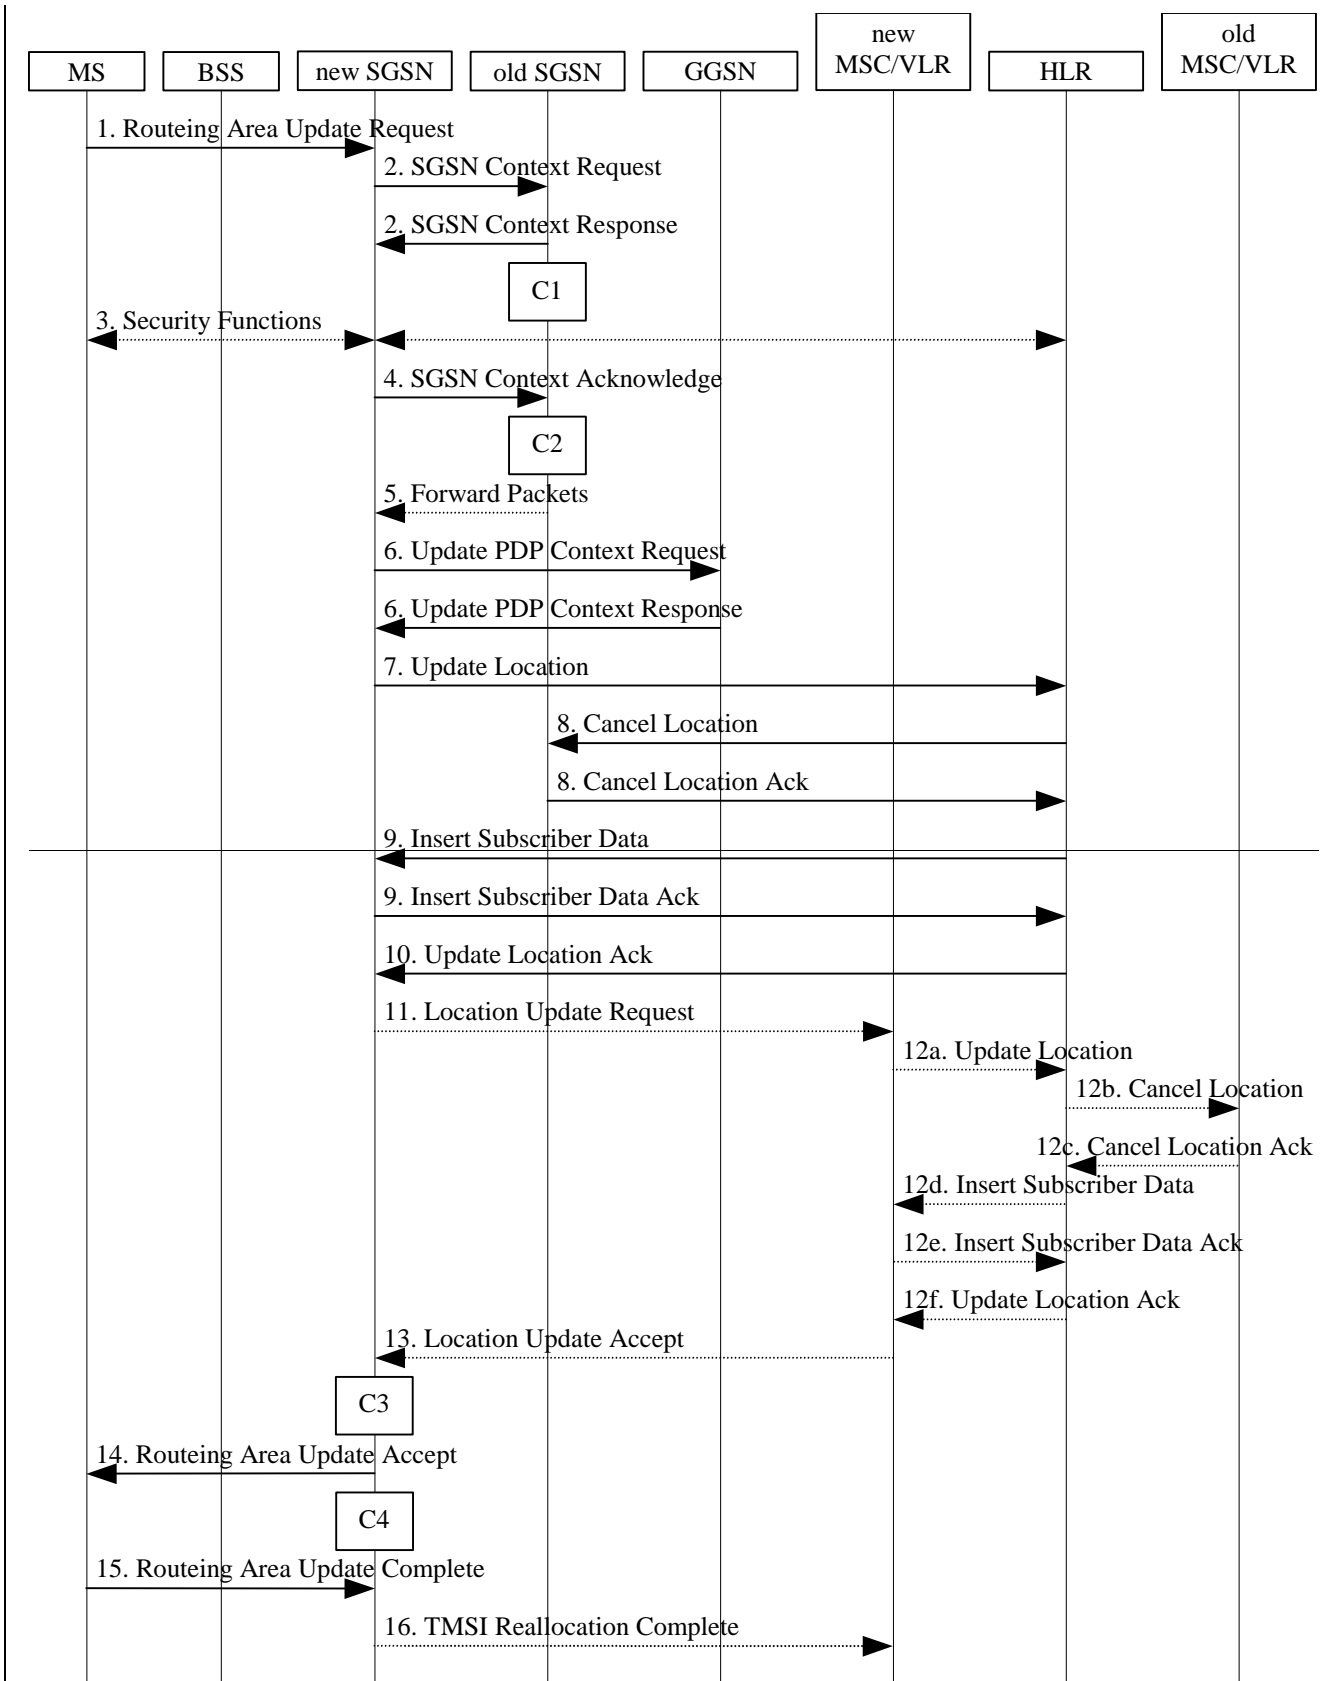 new
MSC/VLR
old
MSC/VLR
MS
BSS
new SGSN
old SGSN
GGSN
HLR
1. Routeing Area Update Request
2. SGSN Context Request
2. SGSN Context Response
C1
3. Security Functions
4. SGSN Context Acknowledge
C2
5. Forward Packets
6. Update PDP Context Request
6. Update PDP Context Response
7. Update Location
8. Cancel Location
8. Cancel Location Ack
9. Insert Subscriber Data
9. Insert Subscriber Data Ack
10. Update Location Ack
11. Location Update Request
12a. Update Location
12b. Cancel Location
12c. Cancel Location Ack
12d. Insert Subscriber Data
12e. Insert Subscriber Data Ack
12f. Update Location Ack
13. Location Update Accept
C3
14. Routeing Area Update Accept
C4
15. Routeing Area Update Complete
16. TMSI Reallocation Complete